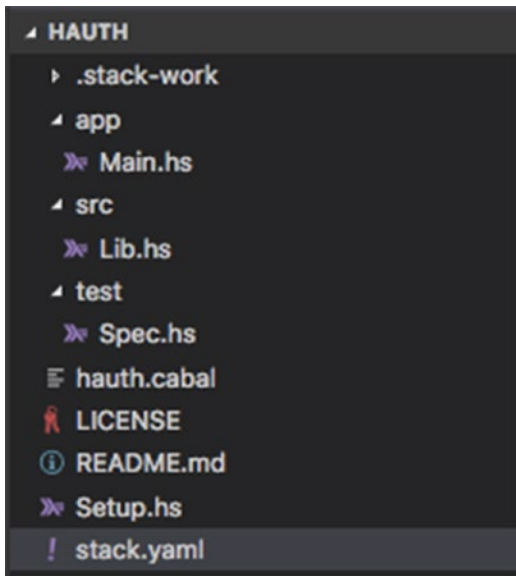 HAUTH
.stack-work
app
Main.hs
src
Lib.hs
test
Spec.hs
hauth.cabal
LICENSE
README.md
Setup.hs
stack.yaml